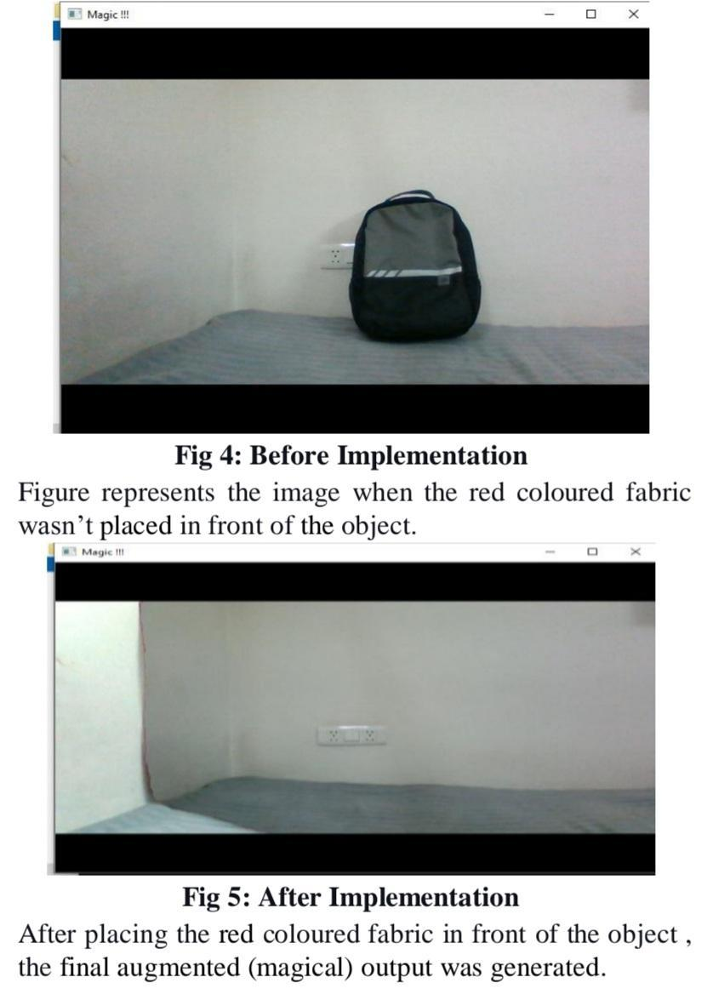 Magic !!!
Fig 4: Before Implementation
Figure represents the image when the red coloured fabric
wasn’t placed in front of the object.
Magic !!!
Fig 5: After Implementation
After placing the red coloured fabric in front of the object ,
the final augmented (magical) output was generated.